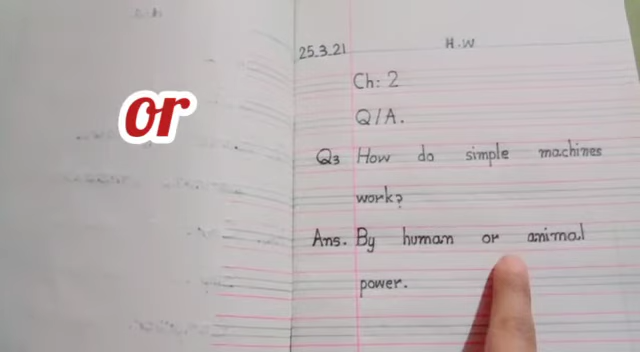 or
25.3.21 H.W
Ch: 2
Q/A.
Q3 How do simple machines
work?
Ans. By human or animal
power.